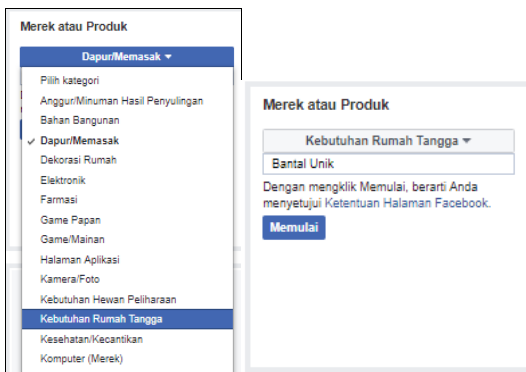 Merek atau Produk
Dapur/Memasak
Pilih kategori
Anggur/Minuman Hasil Penyulingan
Bahan Bangunan
Dapur/Memasak
Dekorasi Rumah
Elektronik
Farmasi
Game Papan
Game/Mainan
Halaman Aplikasi
Kamera/Foto
Kebutuhan Hewan Peliharaan
Kebutuhan Rumah Tangga
Kesehatan/Kecantikan
Komputer (Merek)
Merek atau Produk
Kebutuhan Rumah Tangga
Bantal Unik
Dengan mengklik Memulai, berarti Anda
menyetujui Ketentuan Halaman Facebook.
Memulai